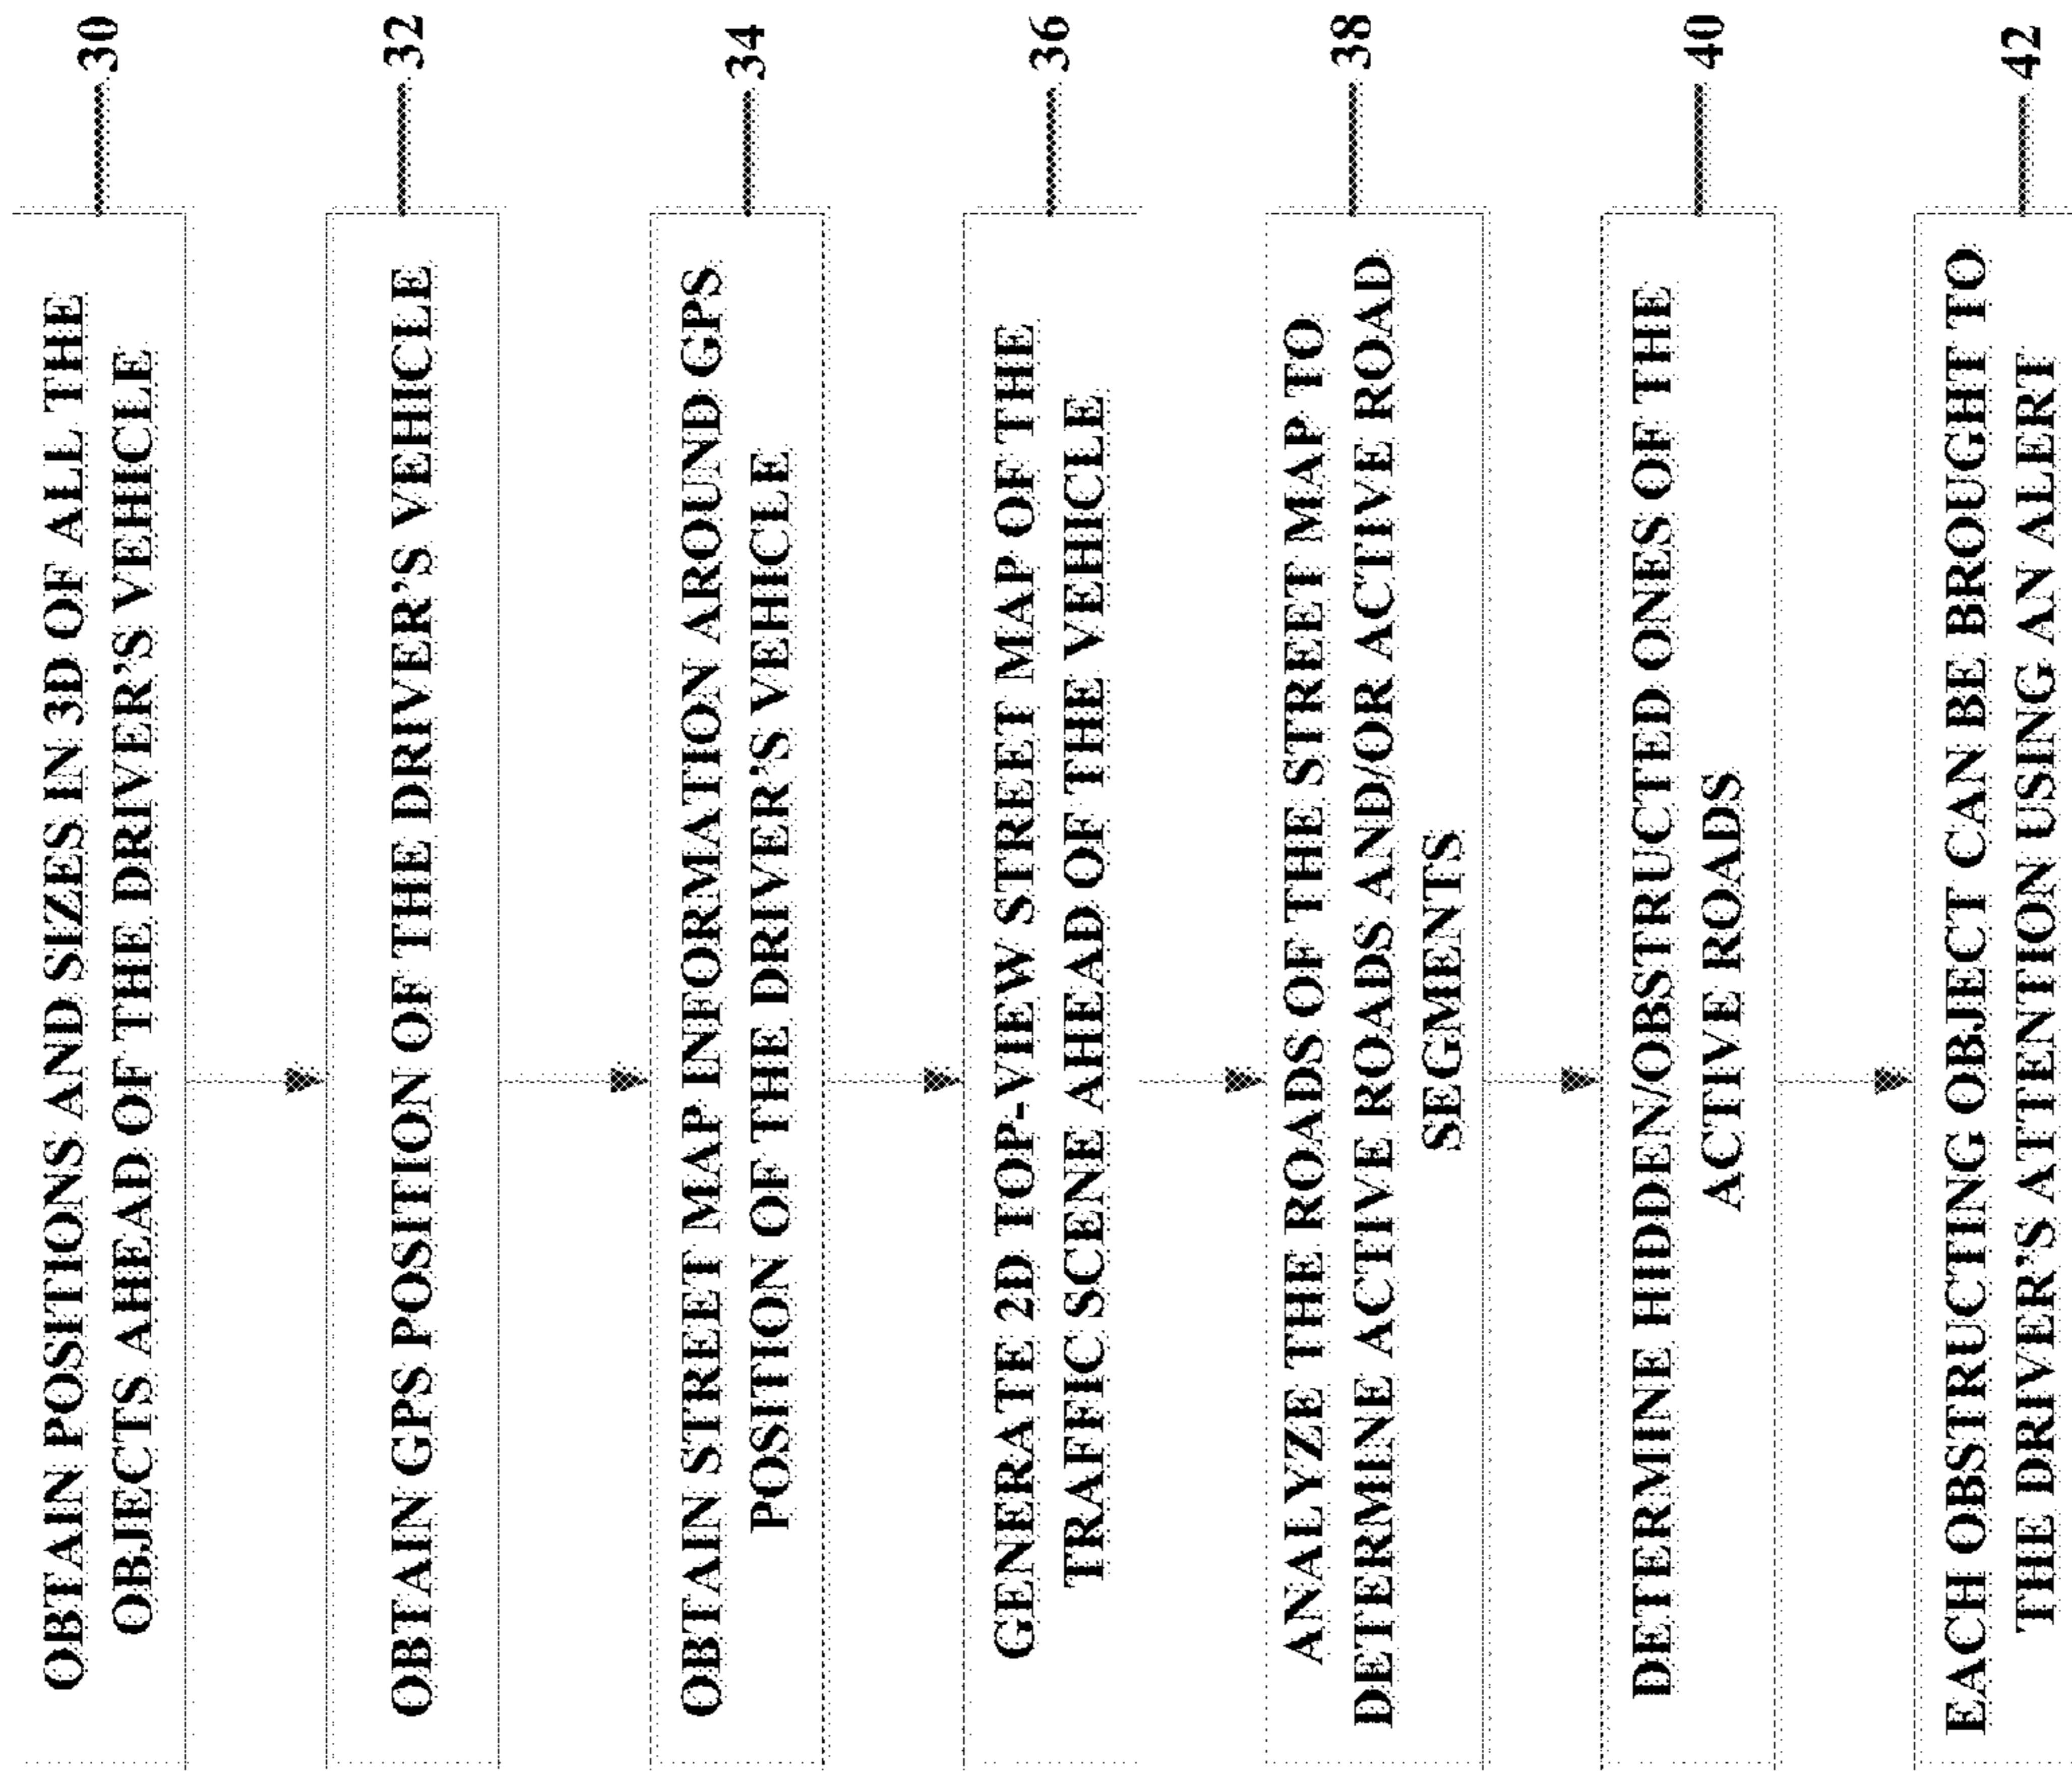 OBTAIN POSITIONS AND SIZES IN 3D OF ALL THE
OBJECTS AHEAD OF THE DRIVER'S VEHICLE
30
OBTAIN GPS POSITION OF THE DRIVER'S VEHICLE
32
OBTAIN STREET MAP INFORMATION AROUND GPS
POSITION OF THE DRIVER'S VEHICLE
34
GENERATE 2D TOP-VIEW STREET MAP OF THE
TRAFFIC SCENE AHEAD OF THE VEHICLE
36
ANALYZE THE ROADS OF THE STREET MAP TO
DETERMINE ACTIVE ROADS AND/OR ACTIVE ROAD
SEGMENTS
38
DETERMINE HIDDEN/OBSTRUCTED ONES OF THE
ACTIVE ROADS
40
EACH OBSTRUCTING OBJECT CAN BE BROUGHT TO
THE DRIVER'S ATTENTION USING AN ALERT
42